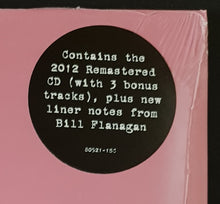 Contains the
2012 Remastered
CD (with 3 bonus
tracks), plus new
liner notes from
Bill Flanagan